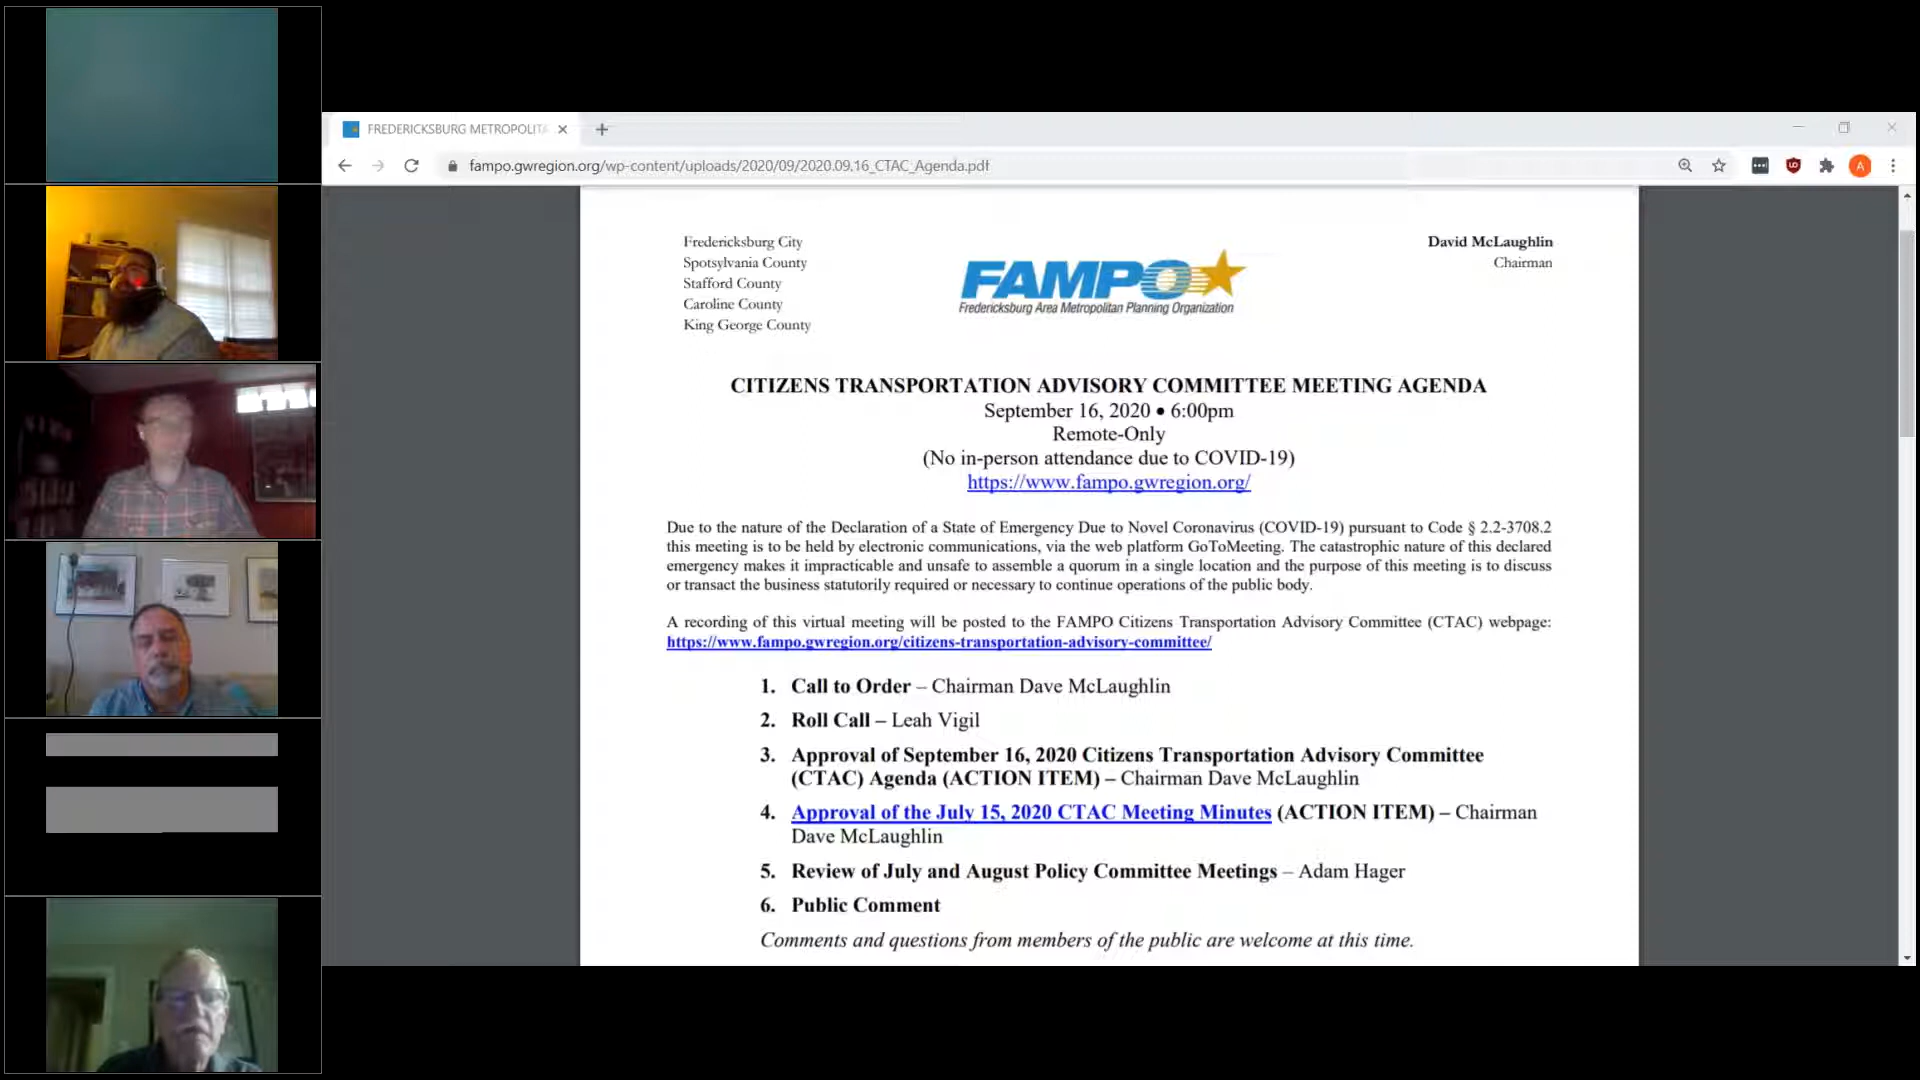 FREDERICKSBURG METROPOLITA
fampo.gwregion.org/wp-content/uploads/2020/09/2020.09.16_CTAC_Agenda.pdf
A
Fredericksburg City
Spotsylvania County
Stafford County
Caroline County
King George County
FAMPO
Fredericksburg Area Metropolitan Planning Organization
David McLaughlin
Chairman
CITIZENS TRANSPORTATION ADVISORY COMMITTEE MEETING AGENDA
September 16, 2020 • 6:00pm
Remote-Only
(No in-person attendance due to COVID-19)
https://www.fampo.gwregion.org/
Due to the nature of the Declaration of a State of Emergency Due to Novel Coronavirus (COVID-19) pursuant to Code § 2.2-3708.2
this meeting is to be held by electronic communications, via the web platform GoToMeeting. The catastrophic nature of this declared
emergency makes it impracticable and unsafe to assemble a quorum in a single location and the purpose of this meeting is to discuss
or transact the business statutorily required or necessary to continue operations of the public body.
A recording of this virtual meeting will be posted to the FAMPO Citizens Transportation Advisory Committee (CTAC) webpage:
https://www.fampo.gwregion.org/citizens-transportation-advisory-committee/
1. Call to Order – Chairman Dave McLaughlin
2. Roll Call – Leah Vigil
3. Approval of September 16, 2020 Citizens Transportation Advisory Committee
(CTAC) Agenda (ACTION ITEM) – Chairman Dave McLaughlin
4. Approval of the July 15, 2020 CTAC Meeting Minutes (ACTION ITEM) – Chairman
Dave McLaughlin
5. Review of July and August Policy Committee Meetings – Adam Hager
6. Public Comment
Comments and questions from members of the public are welcome at this time.